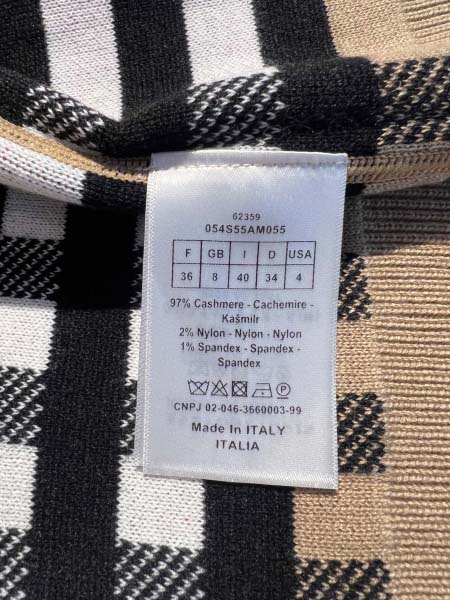 62359
054S55AM055
F GB I D USA
36 8 40 34 4
97% Cashmere - Cachemire -
Kašmir
2% Nylon - Nylon - Nylon
1% Spandex - Spandex -
Spandex
CNPJ 02-046-3660003-99
Made In ITALY
ITALIA